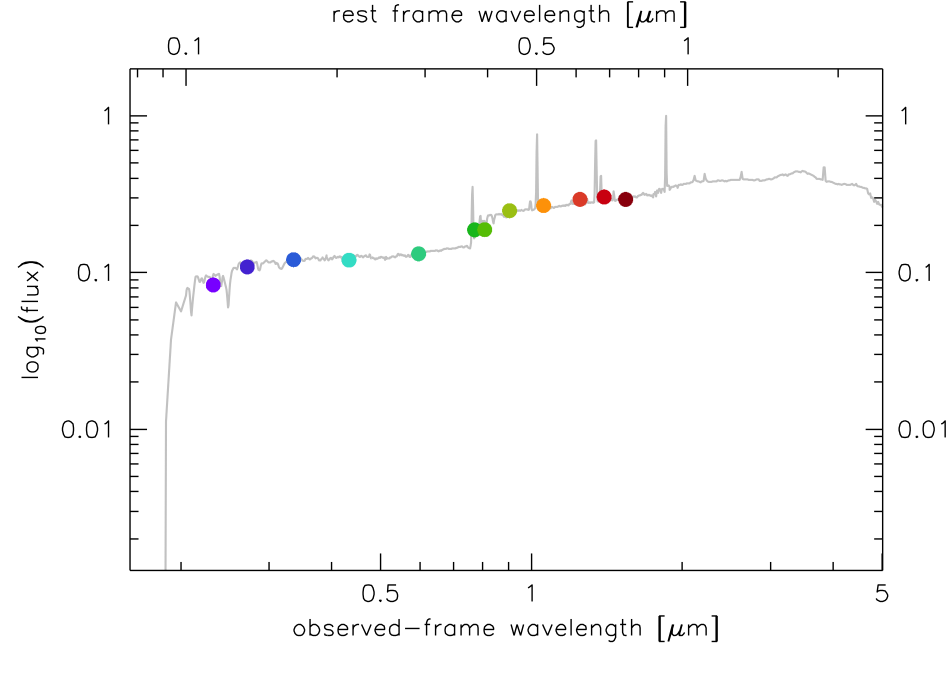 rest frame wavelength [μm]
0.1 0.5 1
1 1
0.1 0.1
log10(flux)
0.01 0.01
0.5 1 5
observed-frame wavelength [μm]